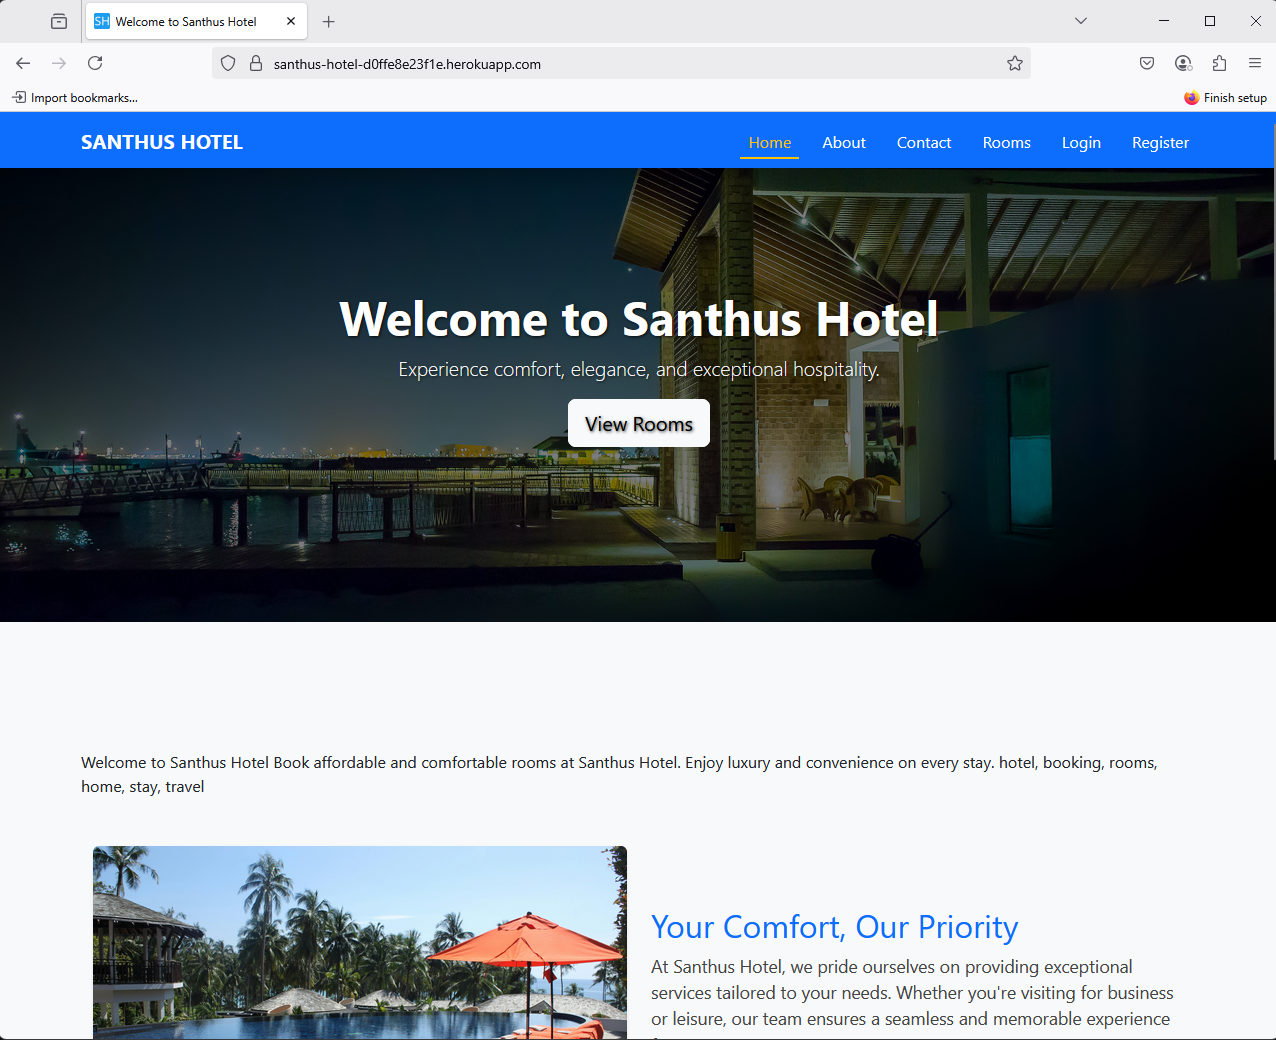 SH Welcome to Santhus Hotel
santhus-hotel-d0ffe8e23f1e.herokuapp.com
Import bookmarks...
Finish setup
SANTHUS HOTEL
Home
About
Contact
Rooms
Login
Register
Welcome to Santhus Hotel
Experience comfort, elegance, and exceptional hospitality.
View Rooms
Welcome to Santhus Hotel Book affordable and comfortable rooms at Santhus Hotel. Enjoy luxury and convenience on every stay. hotel, booking, rooms,
home, stay, travel
Your Comfort, Our Priority
At Santhus Hotel, we pride ourselves on providing exceptional
services tailored to your needs. Whether you're visiting for business
or leisure, our team ensures a seamless and memorable experience